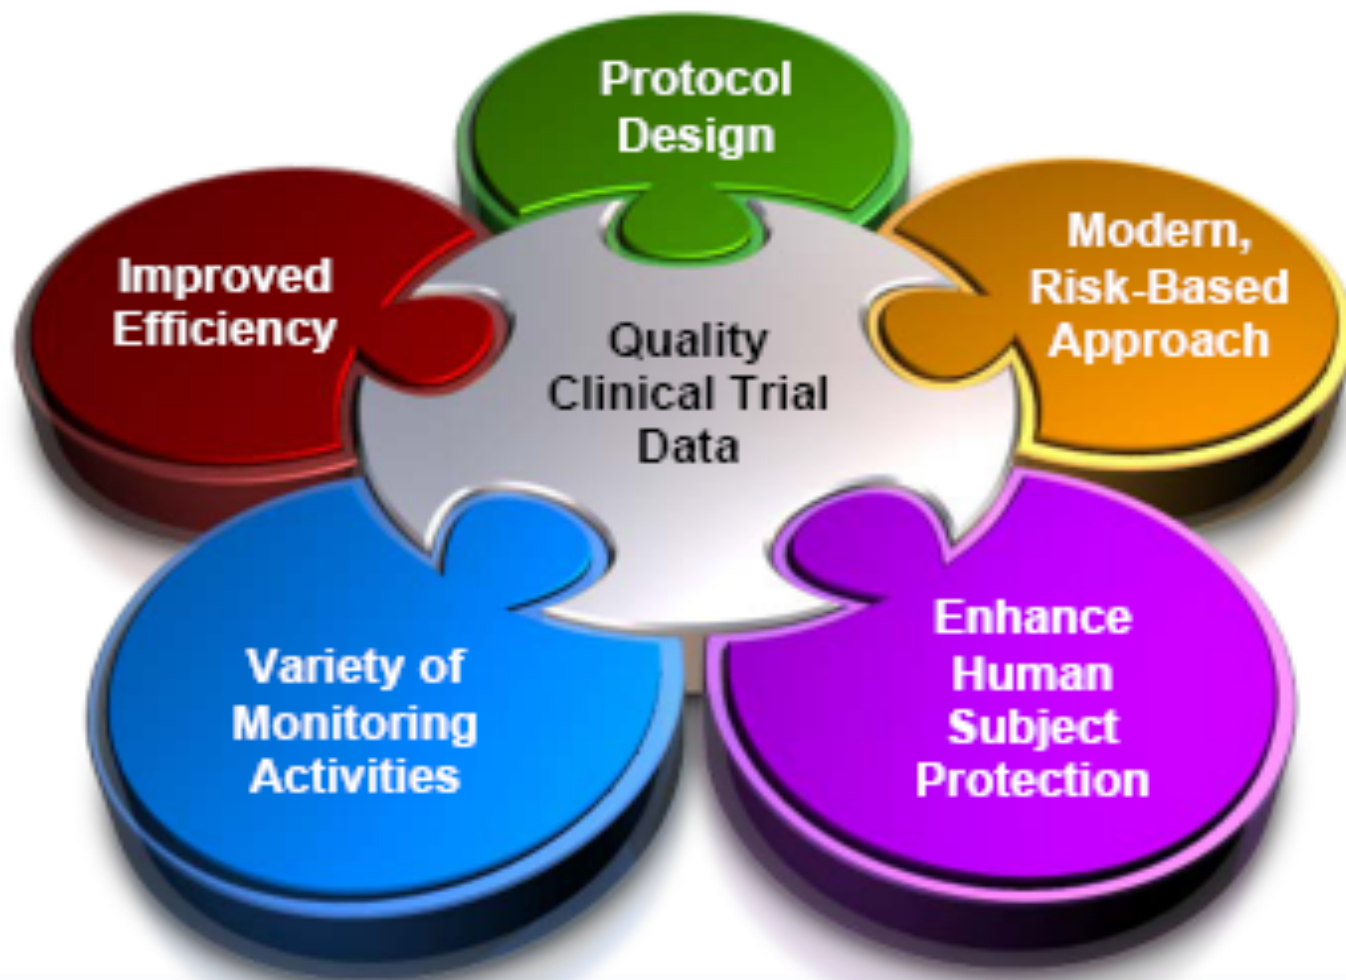 Protocol
Design
Modern,
Risk-Based
Approach
Improved
Efficiency
Quality
Clinical Trial
Data
Variety of
Monitoring
Activities
Enhance
Human
Subject
Protection